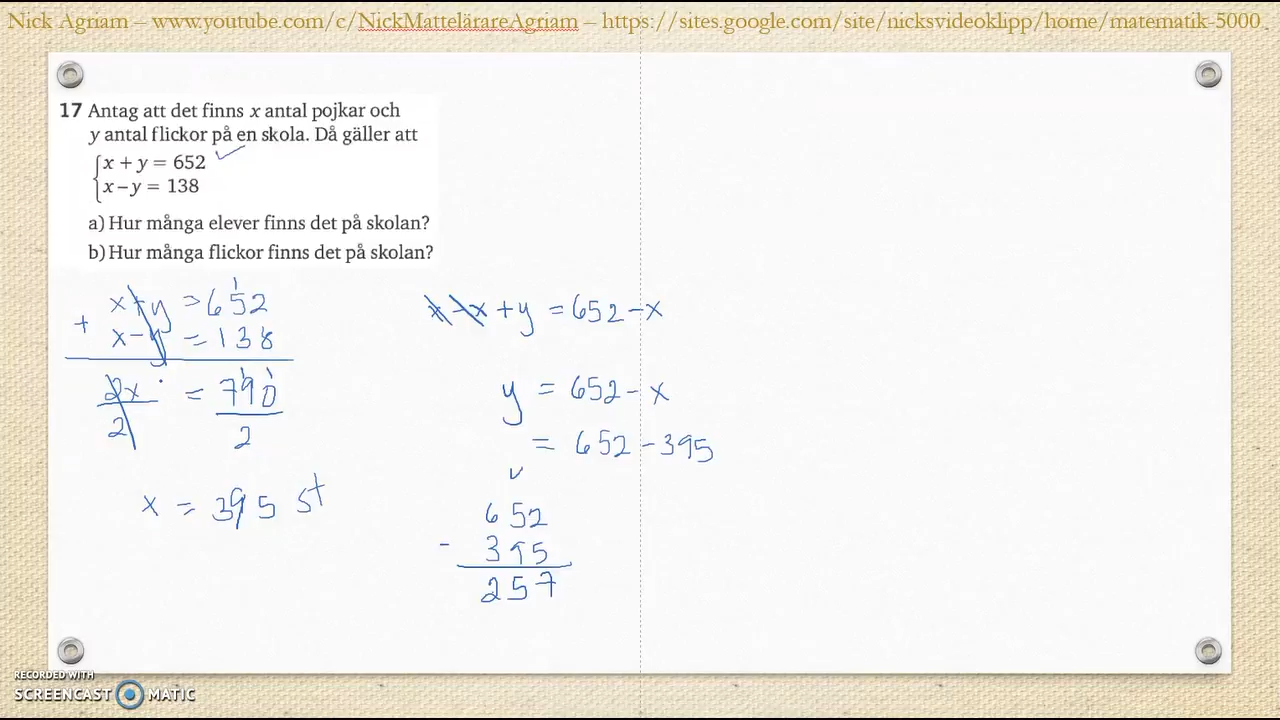 Nick Agriam – www.youtube.com/c/NickMattelärareAgriam – https://sites.google.com/site/nicksvideoklipp/home/matematik-5000.
17 Antag att det finns x antal pojkar och
y antal flickor på en skola. Då gäller att
x + y = 652
x – y = 138
a) Hur många elever finns det på skolan?
b) Hur många flickor finns det på skolan?
x + y = 652
+ x – y = 138
2x = 790
2 2
x = 395 st
x – x + y = 652 – x
y = 652 – x
= 652 – 395
652
- 395
257
RECORDED WITH
SCREENCAST MATIC